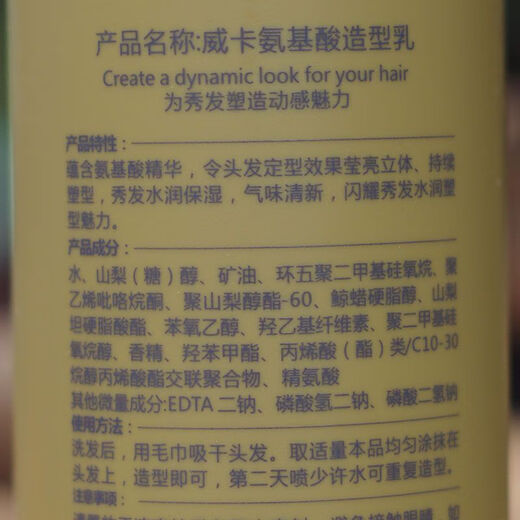 产品名称:威卡氨基酸造型乳
Create a dynamic look for your hair
为秀发塑造动感魅力
产品特性：
蕴含氨基酸精华，令头发定型效果莹亮立体、持续
塑型，秀发水润保湿，气味清新，闪耀秀发水润塑
型魅力。
产品成分：
水、山梨（糖）醇、矿油、环五聚二甲基硅氧烷、聚
乙烯吡咯烷酮、聚山梨醇酯-60、鲸蜡硬脂醇、山梨
坦硬脂酸酯、苯氧乙醇、羟乙基纤维素、聚二甲基硅
氧烷醇、香精、羟苯甲酯、丙烯酸（酯）类/C10-30
烷醇丙烯酸酯交联聚合物、精氨酸
其他微量成分:EDTA 二钠、磷酸氢二钠、磷酸二氢钠
使用方法：
洗发后，用毛巾吸干头发。取适量本品均匀涂抹在
头发上，造型即可，第二天喷少许水可重复造型。
注意事项：